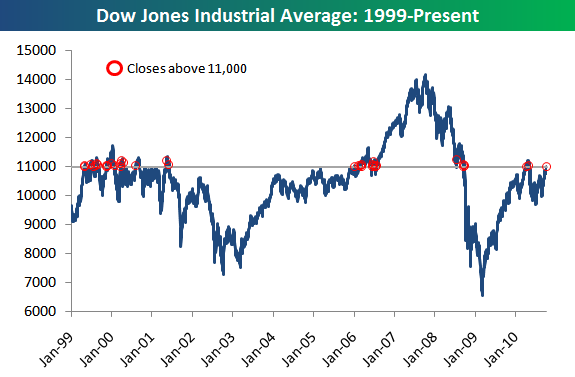 Dow Jones Industrial Average: 1999-Present
15000
14000
13000
12000
11000
10000
9000
8000
7000
6000
Closes above 11,000
Jan-99
Jan-00
Jan-01
Jan-02
Jan-03
Jan-04
Jan-05
Jan-06
Jan-07
Jan-08
Jan-09
Jan-10